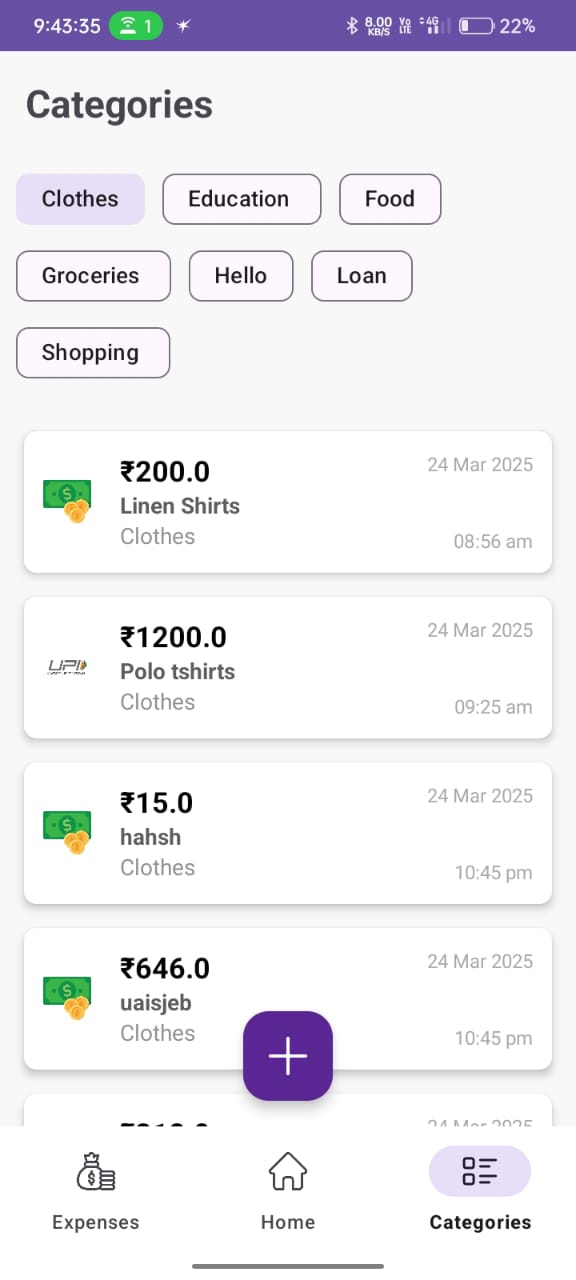 9:43:35 1 8.00 KB/S Vo LTE 4G 22%
Categories
Clothes Education Food
Groceries Hello Loan
Shopping
₹200.0 24 Mar 2025
Linen Shirts
Clothes 08:56 am
₹1200.0 24 Mar 2025
UPI Polo tshirts
Clothes 09:25 am
₹15.0 24 Mar 2025
hahsh
Clothes 10:45 pm
₹646.0 24 Mar 2025
uaisjeb
Clothes 10:45 pm
24 Mar 2025
Expenses Home Categories